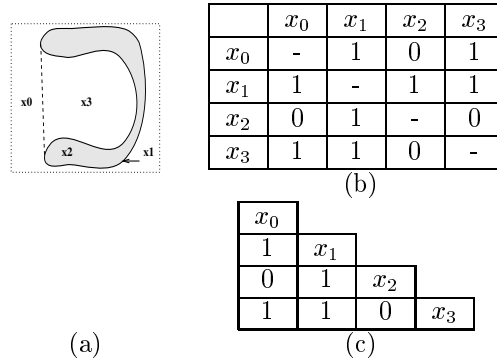 x0 x3
x2 x1
(a)
x₀ x₁ x₂ x₃
x₀ - 1 0 1
x₁ 1 - 1 1
x₂ 0 1 - 0
x₃ 1 1 0 -
(b)
x₀
1 x₁
0 1 x₂
1 1 0 x₃
(c)